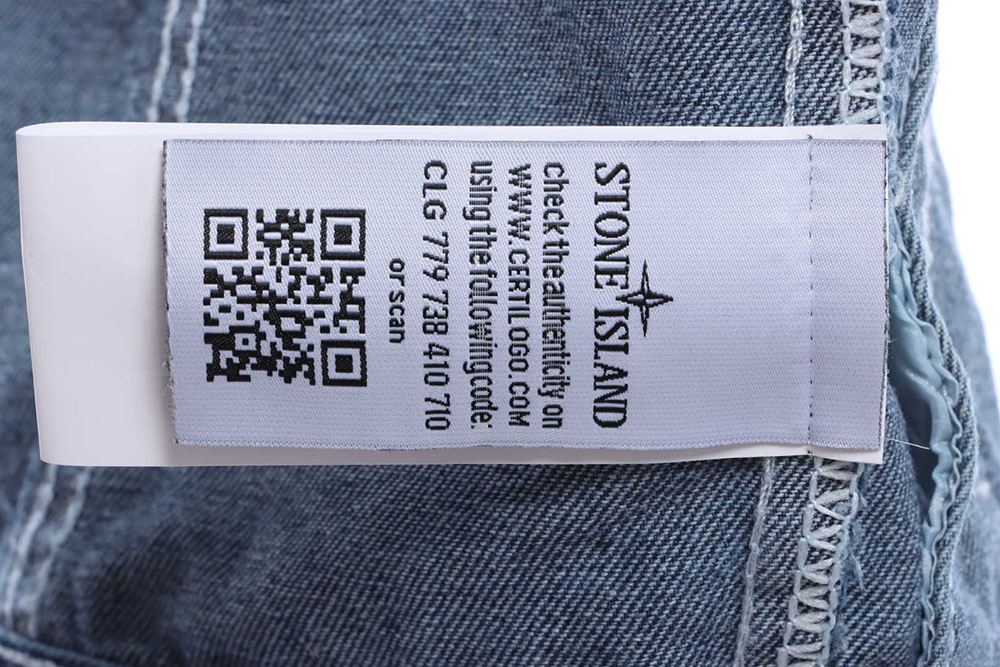 STONE ISLAND
check the authenticity on
WWW.CERTILOGO.COM
using the following code:
CLG 779 738 410 710
or scan